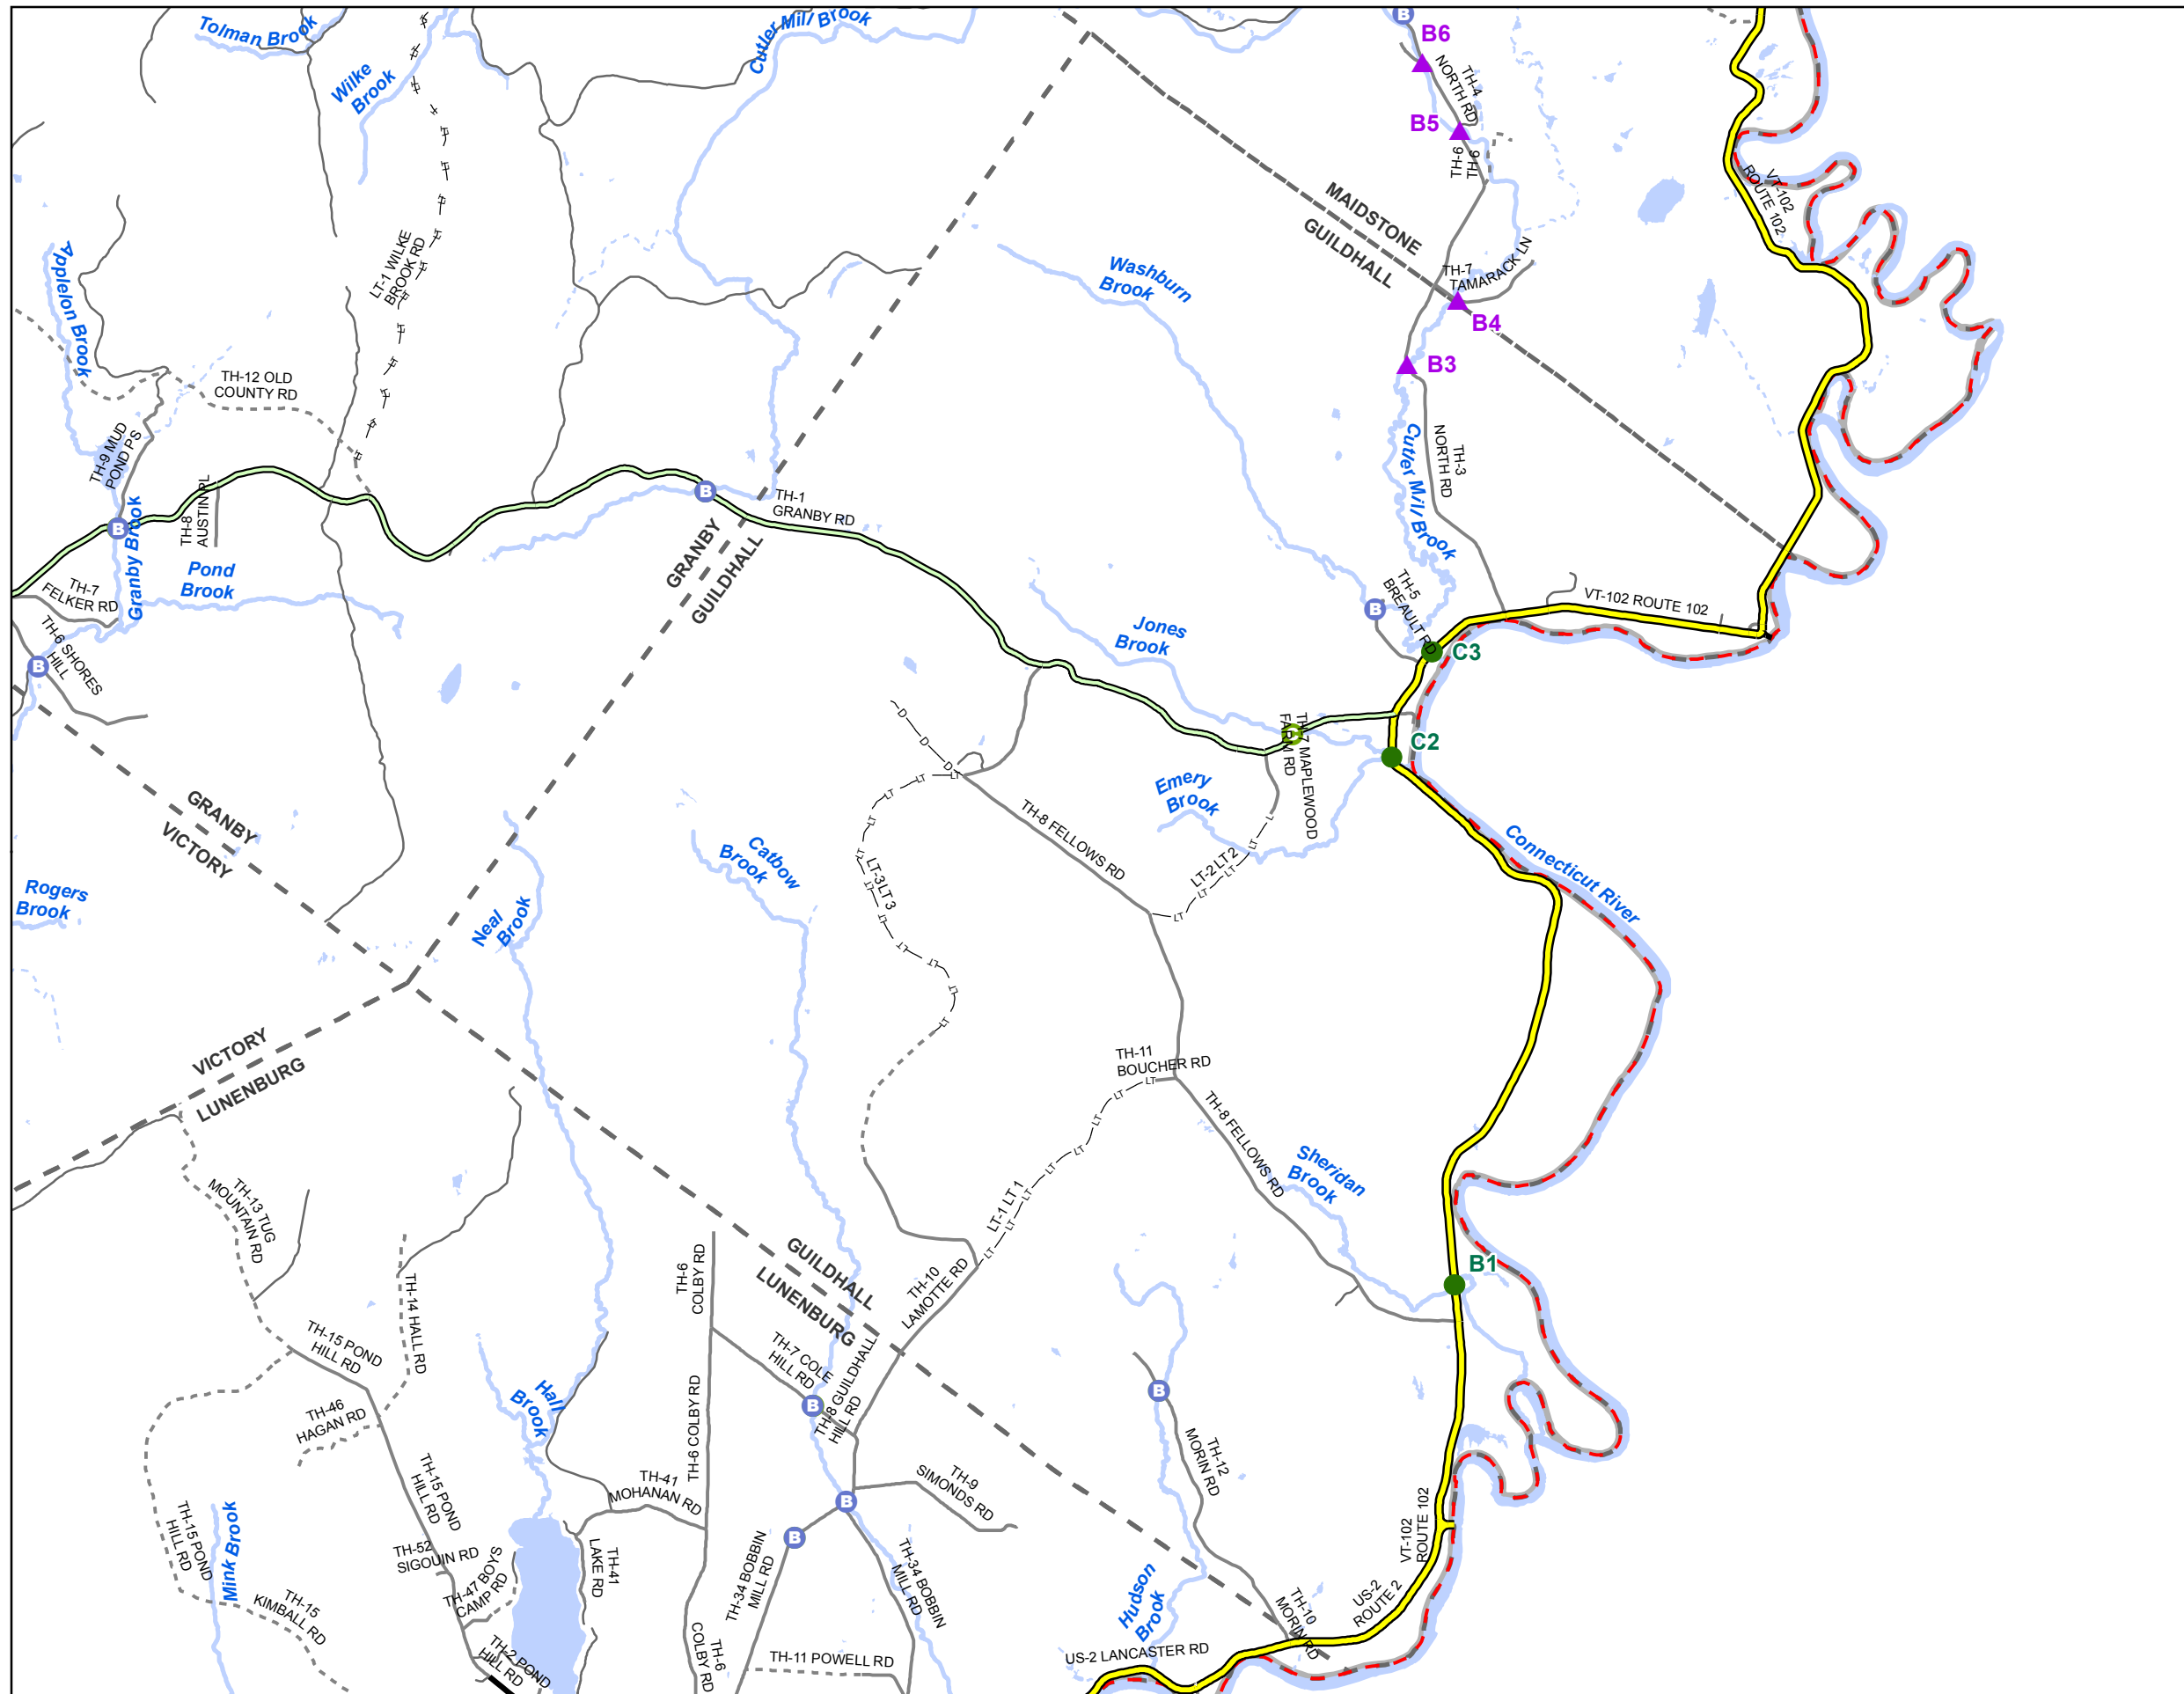 Tolman Brook
Cutler Mill Brook
B
B6
Wilke
Brook
TH-4
NORTH RD
B5
TH-6
TH-6
VT-102
ROUTE 102
MAIDSTONE
GUILDHALL
Applelon Brook
LT-1 WILKE
BROOK RD
Washburn
Brook
TH-7
TAMARACK LN
B4
B3
TH-12 OLD
COUNTY RD
TH-9 MUD
POND PS
Cutler Mill Brook
TH-3
NORTH RD
TH-8
AUSTIN PL
B
B
Granby Brook
TH-1
GRANBY RD
GRANBY
GUILDHALL
Pond
Brook
TH-7
FELKER RD
TH-6 SHORES
HILL
B
TH-5
BREAULT RD
B
VT-102 ROUTE 102
Jones
Brook
C3
C2
TH-7 MAPLEWOOD
FARM RD
D
D
D
LT
LT
LT
Emery
Brook
GRANBY
VICTORY
TH-8 FELLOWS RD
Connecticut River
Catbow
Brook
LT-3 LT 3
LT-2 LT 2
Rogers
Brook
Neal
Brook
VICTORY
LUNENBURG
TH-11
BOUCHER RD
TH-8 FELLOWS RD
Sheridan
Brook
TH-13 TUG
MOUNTAIN RD
LT-1 LT 1
GUILDHALL
LUNENBURG
TH-6
COLBY RD
TH-10
LAMOTTE RD
B1
TH-14 HALL RD
TH-15 POND
HILL RD
TH-7 COLE
HILL RD
TH-8 GUILDHALL
HILL RD
B
B
Hall
Brook
TH-46
HAGAN RD
TH-6 COLBY RD
TH-12
MORIN RD
TH-15 POND
HILL RD
TH-41
MOHANAN RD
TH-9
SIMONDS RD
B
B
TH-15 POND
HILL RD
Mink Brook
TH-52
SIGOUIN RD
TH-47 BOYS
CAMP RD
TH-41
LAKE RD
TH-34 BOBBIN
MILL RD
TH-34 BOBBIN
MILL RD
VT-102
ROUTE 102
US-2
ROUTE 2
Hudson
Brook
TH-10
MORIN RD
TH-15
KIMBALL RD
TH-2 POND
HILL RD
TH-6
COLBY RD
TH-11 POWELL RD
US-2 LANCASTER RD